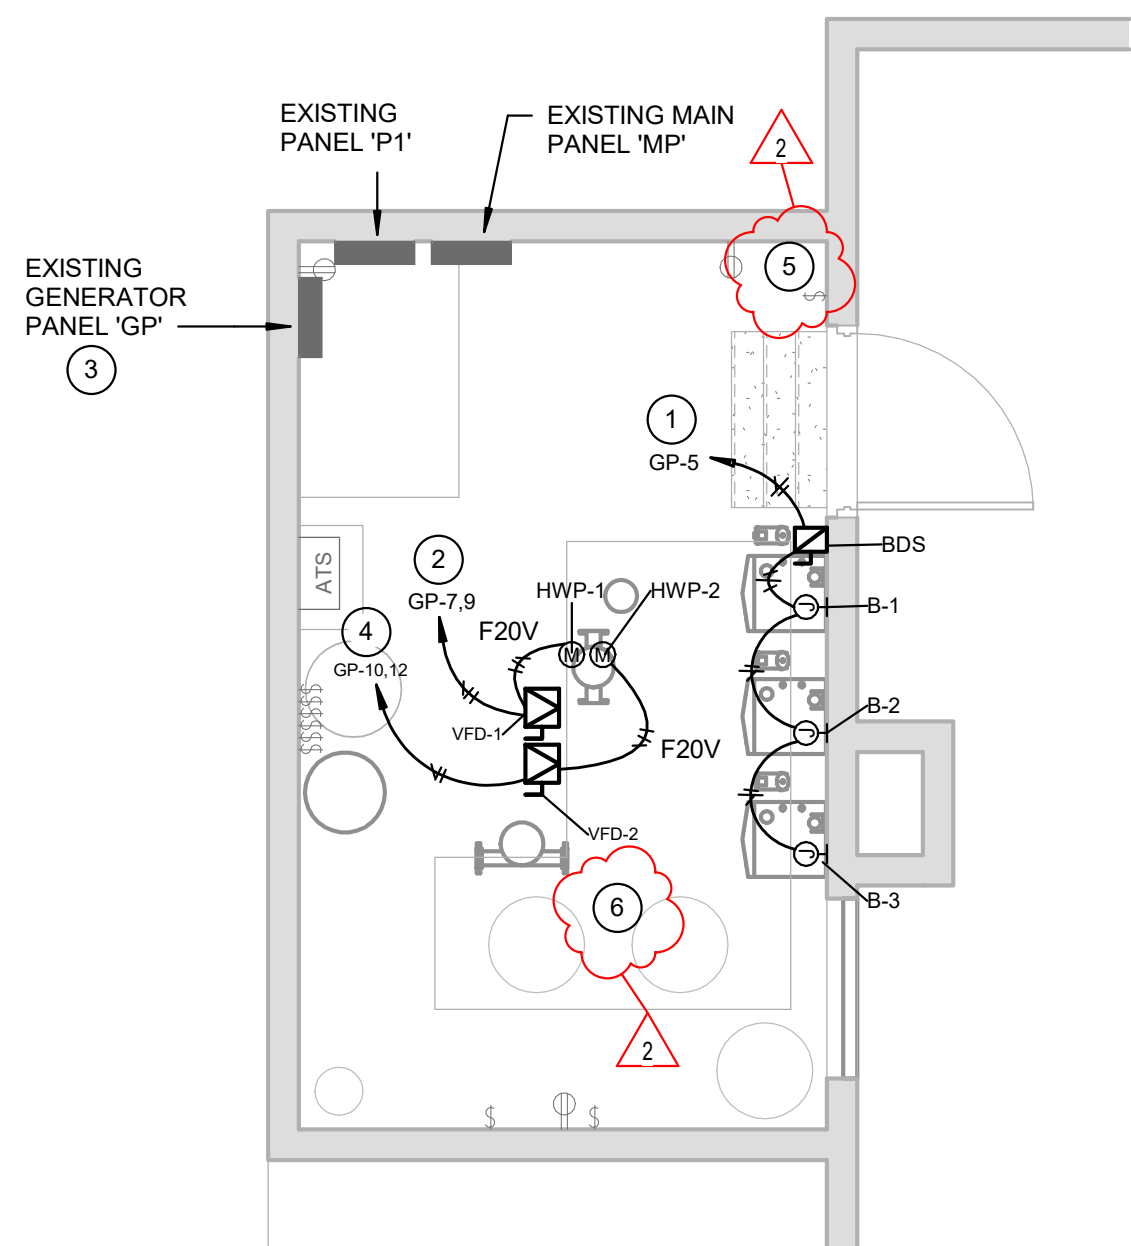 EXISTING
PANEL 'P1'
EXISTING MAIN
PANEL 'MP'
2
5
EXISTING
GENERATOR
PANEL 'GP'
3
1
GP-5
BDS
ATS
2
GP-7,9
HWP-1
HWP-2
B-1
F20V
4
GP-10,12
M
M
B-2
VFD-1
F20V
VFD-2
6
B-3
2
$
$
$
$
$
$
$
$